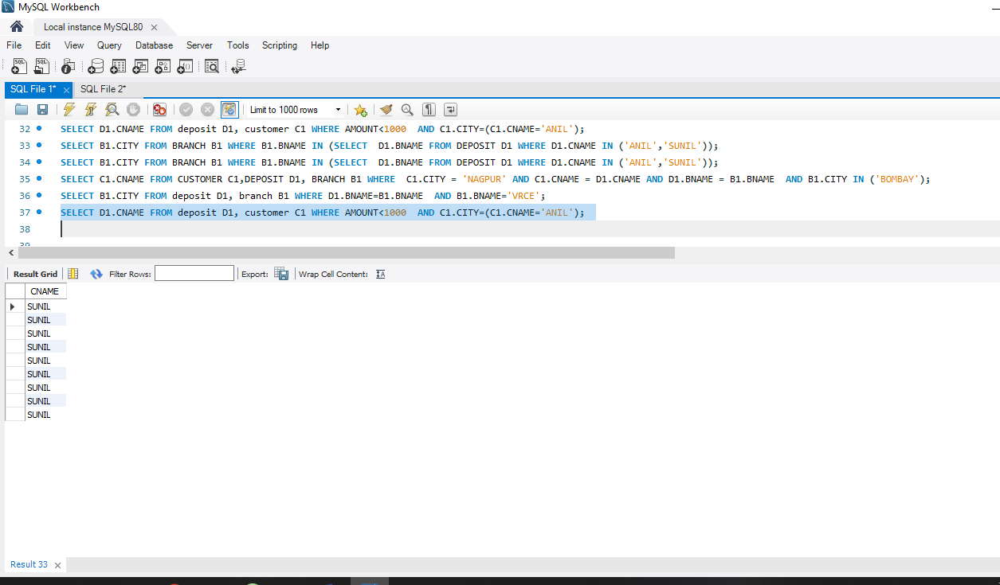 MySQL Workbench
Local instance MySQL80
File Edit View Query Database Server Tools Scripting Help
SQL File 1* SQL File 2*
Limit to 1000 rows
32 SELECT D1.CNAME FROM deposit D1, customer C1 WHERE AMOUNT<1000  AND C1.CITY=(C1.CNAME='ANIL');
33 SELECT B1.CITY FROM BRANCH B1 WHERE B1.BNAME IN (SELECT  D1.BNAME FROM DEPOSIT D1 WHERE D1.CNAME IN ('ANIL','SUNIL'));
34 SELECT B1.CITY FROM BRANCH B1 WHERE B1.BNAME IN (SELECT  D1.BNAME FROM DEPOSIT D1 WHERE D1.CNAME IN ('ANIL','SUNIL'));
35 SELECT C1.CNAME FROM CUSTOMER C1,DEPOSIT D1, BRANCH B1 WHERE  C1.CITY = 'NAGPUR' AND C1.CNAME = D1.CNAME AND D1.BNAME = B1.BNAME  AND B1.CITY IN ('BOMBAY');
36 SELECT B1.CITY FROM deposit D1, branch B1 WHERE D1.BNAME=B1.BNAME  AND B1.BNAME='VRCE';
37 SELECT D1.CNAME FROM deposit D1, customer C1 WHERE AMOUNT<1000  AND C1.CITY=(C1.CNAME='ANIL');
38
39
Result Grid Filter Rows: Export: Wrap Cell Content:
CNAME
SUNIL
SUNIL
SUNIL
SUNIL
SUNIL
SUNIL
SUNIL
SUNIL
SUNIL
Result 33